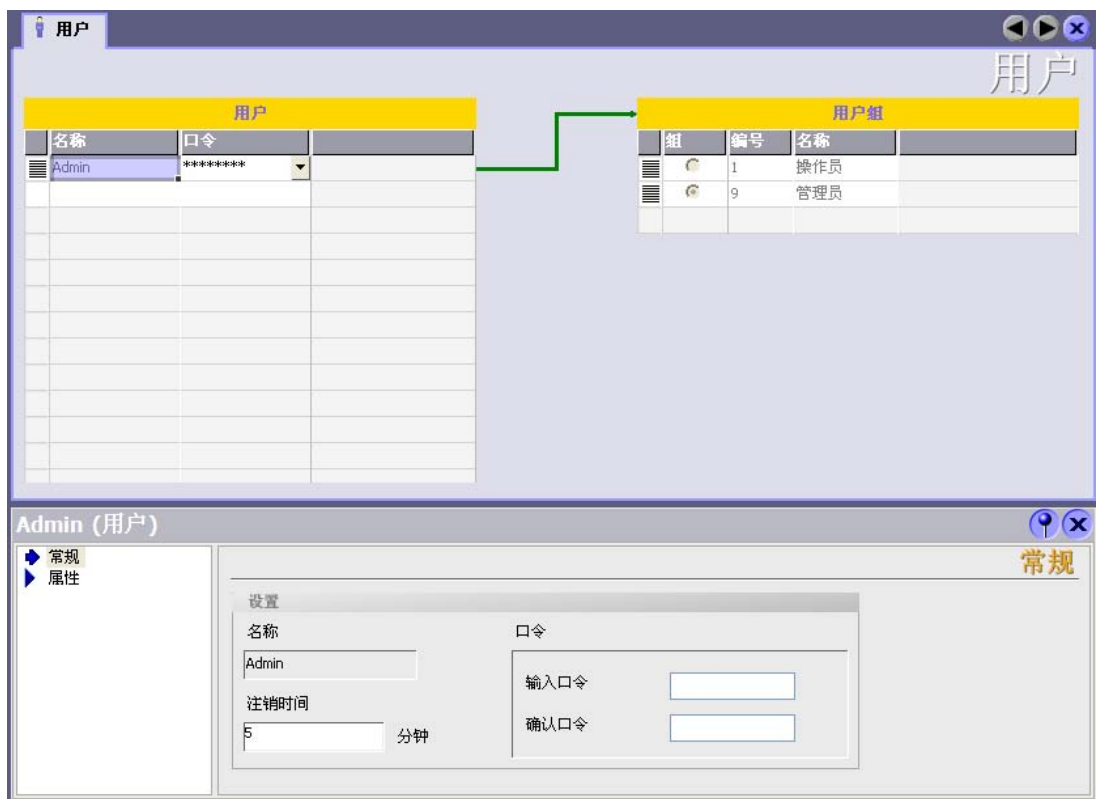 用户
用户
用户
名称 口令
Admin ********
用户组
组 编号 名称
1 操作员
9 管理员
Admin (用户)
常规
属性
常规
设置
名称
Admin
注销时间
5 分钟
口令
输入口令
确认口令